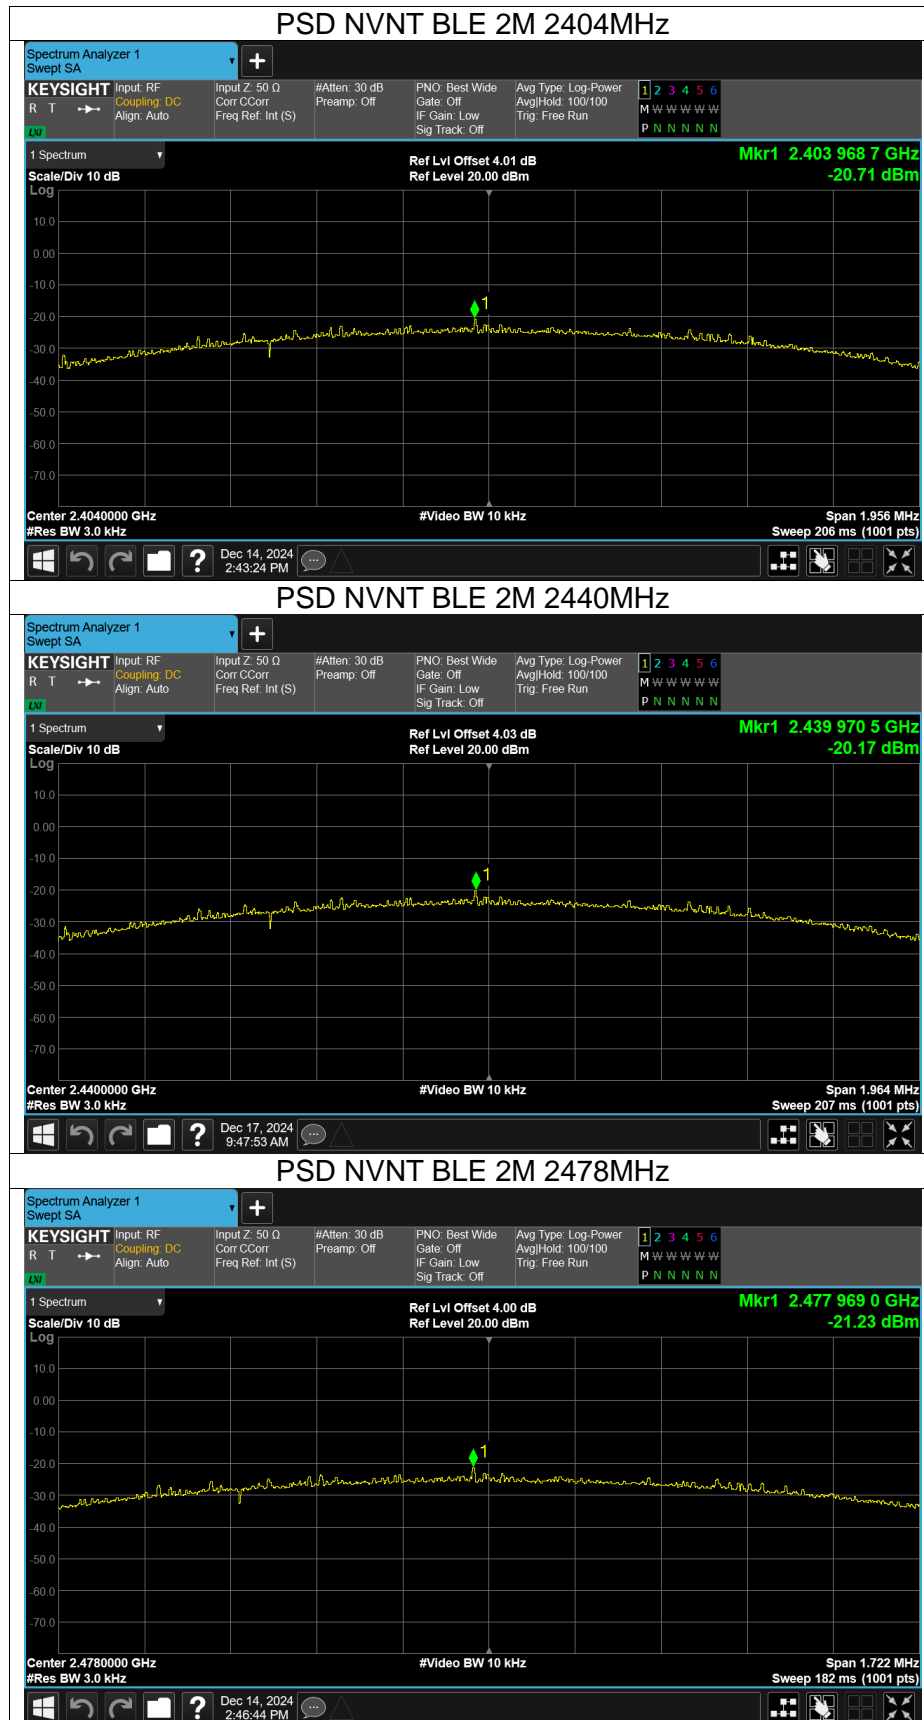 PSD NVNT BLE 2M 2404MHz
Spectrum Analyzer 1
Swept SA
KEYSIGHT
R T
LXI
Input: RF
Coupling: DC
Align: Auto
Input Z: 50 Ω
Corr CCorr
Freq Ref: Int (S)
#Atten: 30 dB
Preamp: Off
PNO: Best Wide
Gate: Off
IF Gain: Low
Sig Track: Off
Avg Type: Log-Power
Avg|Hold: 100/100
Trig: Free Run
1 2 3 4 5 6
M W W W W W
P N N N N N
1 Spectrum
Scale/Div 10 dB
Ref Lvl Offset 4.01 dB
Ref Level 20.00 dBm
Mkr1 2.403 968 7 GHz
-20.71 dBm
Log
10.0
0.00
-10.0
-20.0
-30.0
-40.0
-50.0
-60.0
-70.0
1
Center 2.4040000 GHz
#Res BW 3.0 kHz
#Video BW 10 kHz
Span 1.956 MHz
Sweep 206 ms (1001 pts)
?
Dec 14, 2024
2:43:24 PM
PSD NVNT BLE 2M 2440MHz
Spectrum Analyzer 1
Swept SA
KEYSIGHT
R T
LXI
Input: RF
Coupling: DC
Align: Auto
Input Z: 50 Ω
Corr CCorr
Freq Ref: Int (S)
#Atten: 30 dB
Preamp: Off
PNO: Best Wide
Gate: Off
IF Gain: Low
Sig Track: Off
Avg Type: Log-Power
Avg|Hold: 100/100
Trig: Free Run
1 2 3 4 5 6
M W W W W W
P N N N N N
1 Spectrum
Scale/Div 10 dB
Ref Lvl Offset 4.03 dB
Ref Level 20.00 dBm
Mkr1 2.439 970 5 GHz
-20.17 dBm
Log
10.0
0.00
-10.0
-20.0
-30.0
-40.0
-50.0
-60.0
-70.0
1
Center 2.4400000 GHz
#Res BW 3.0 kHz
#Video BW 10 kHz
Span 1.964 MHz
Sweep 207 ms (1001 pts)
?
Dec 17, 2024
9:47:53 AM
PSD NVNT BLE 2M 2478MHz
Spectrum Analyzer 1
Swept SA
KEYSIGHT
R T
LXI
Input: RF
Coupling: DC
Align: Auto
Input Z: 50 Ω
Corr CCorr
Freq Ref: Int (S)
#Atten: 30 dB
Preamp: Off
PNO: Best Wide
Gate: Off
IF Gain: Low
Sig Track: Off
Avg Type: Log-Power
Avg|Hold: 100/100
Trig: Free Run
1 2 3 4 5 6
M W W W W W
P N N N N N
1 Spectrum
Scale/Div 10 dB
Ref Lvl Offset 4.00 dB
Ref Level 20.00 dBm
Mkr1 2.477 969 0 GHz
-21.23 dBm
Log
10.0
0.00
-10.0
-20.0
-30.0
-40.0
-50.0
-60.0
-70.0
1
Center 2.4780000 GHz
#Res BW 3.0 kHz
#Video BW 10 kHz
Span 1.722 MHz
Sweep 182 ms (1001 pts)
?
Dec 14, 2024
2:46:44 PM